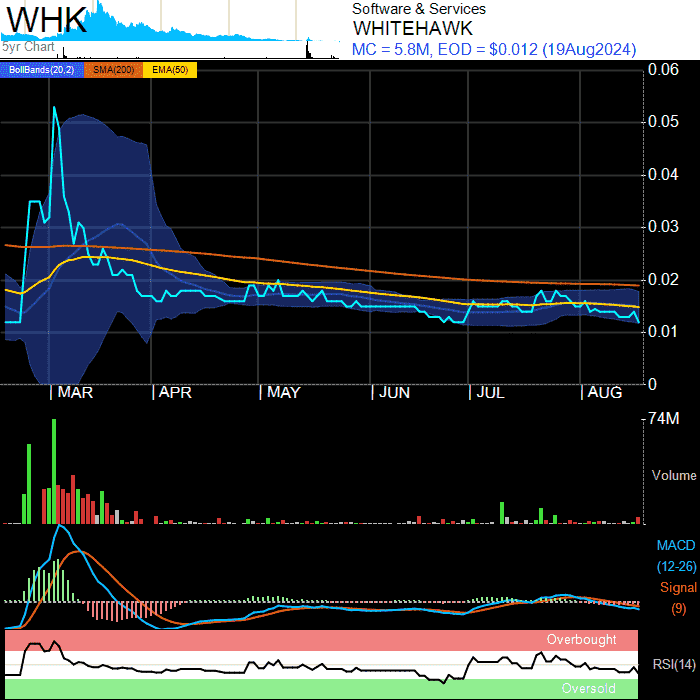 WHK
5yr Chart
Software & Services
WHITEHAWK
MC = 5.8M, EOD = $0.012 (19Aug2024)
BollBands(20,2) SMA(200) EMA(50)
0.06
0.05
0.04
0.03
0.02
0.01
0
MAR APR MAY JUN JUL AUG
74M
Volume
MACD
(12-26)
Signal
(9)
Overbought
RSI(14)
Oversold